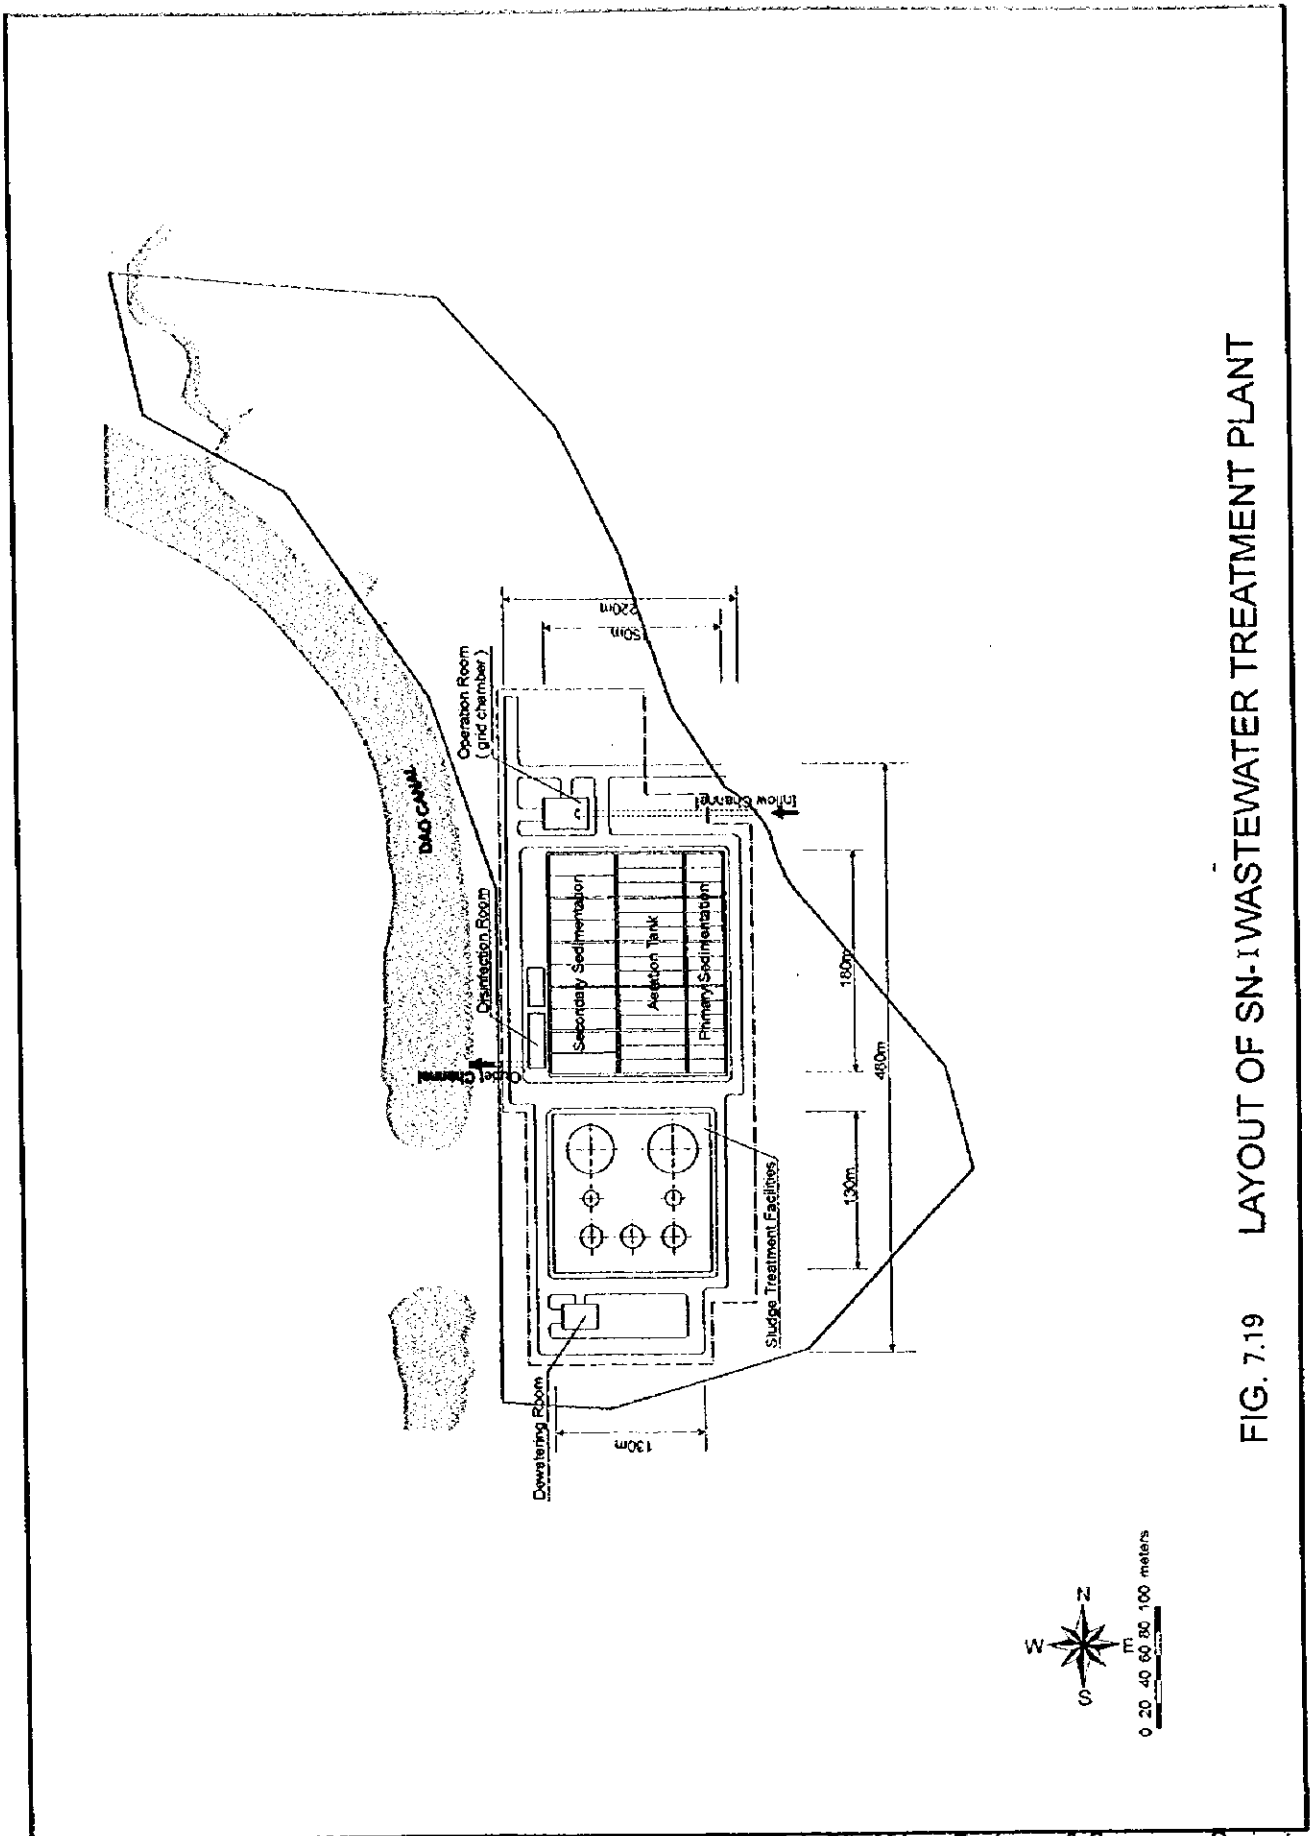 DAO CANAL
Operation Room
( grid chamber )
220m
150m
Inflow Channel
Disinfection Room
Secondary Sedimentation
Aeration Tank
Primary Sedimentation
Outlet Channel
180m
480m
130m
Sludge Treatment Facilities
Dewatering Room
130m
N
W
E
S
0 20 40 60 80 100 meters
FIG. 7.19 LAYOUT OF SN-I WASTEWATER TREATMENT PLANT